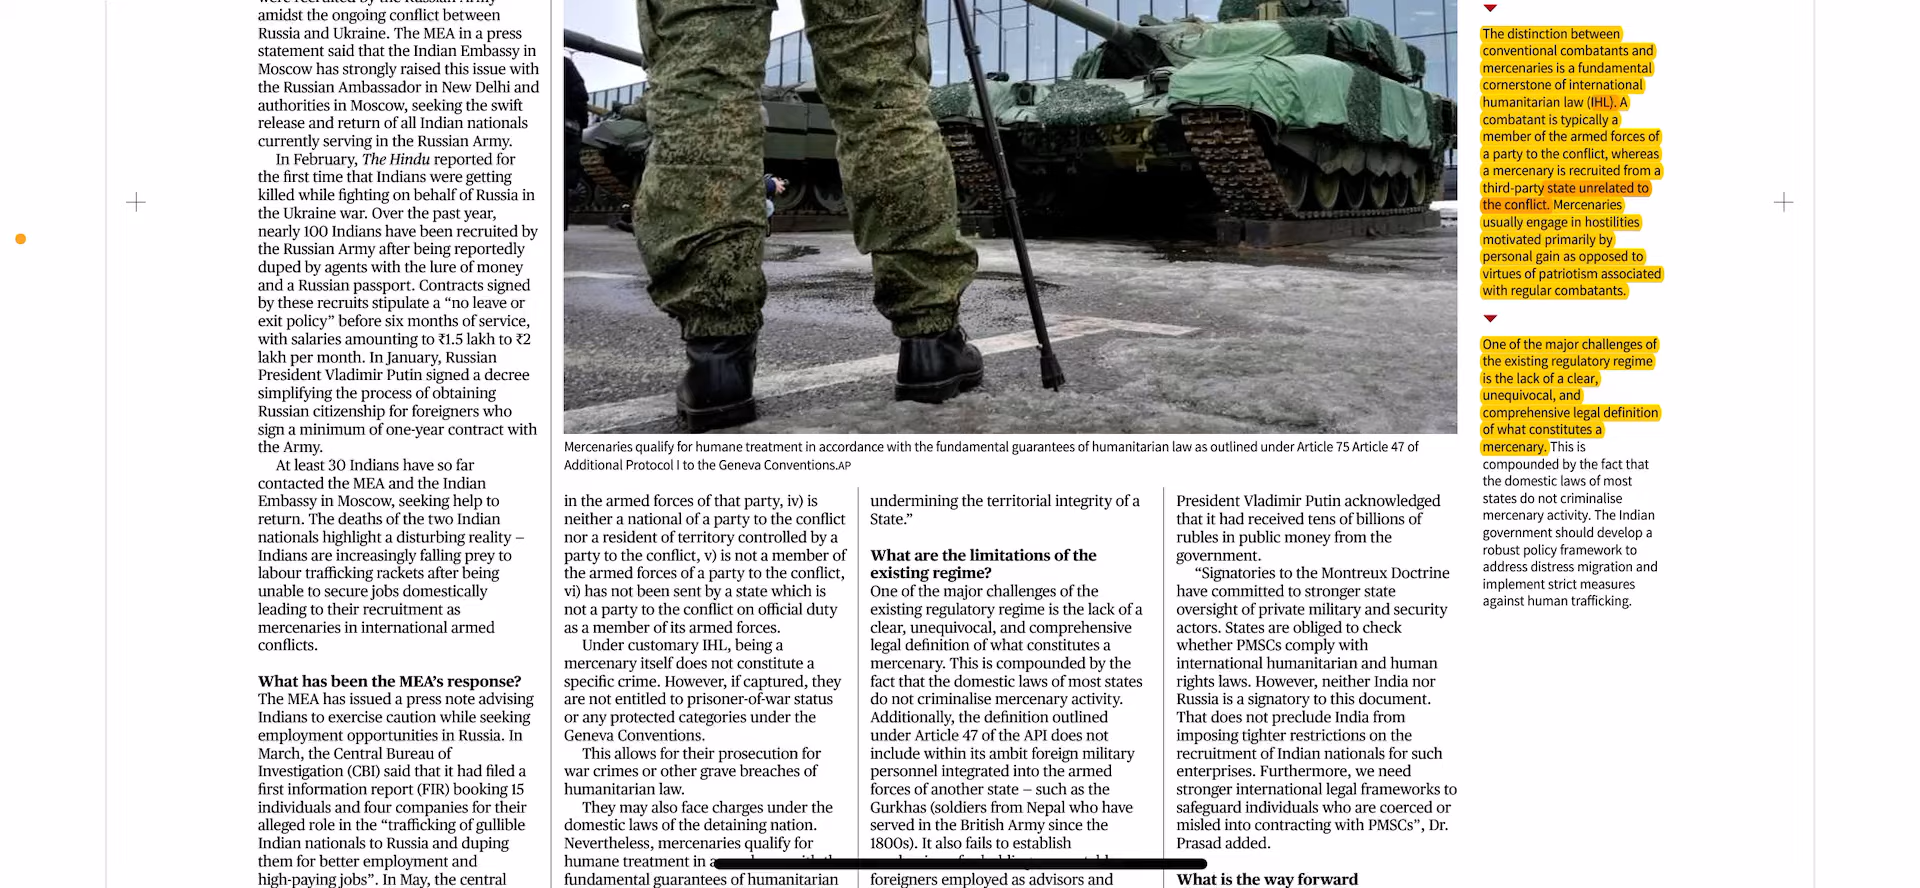 were recruited by the Russian Army
amidst the ongoing conflict between
Russia and Ukraine. The MEA in a press
statement said that the Indian Embassy in
Moscow has strongly raised this issue with
the Russian Ambassador in New Delhi and
authorities in Moscow, seeking the swift
release and return of all Indian nationals
currently serving in the Russian Army.
In February, The Hindu reported for
the first time that Indians were getting
killed while fighting on behalf of Russia in
the Ukraine war. Over the past year,
nearly 100 Indians have been recruited by
the Russian Army after being reportedly
duped by agents with the lure of money
and a Russian passport. Contracts signed
by these recruits stipulate a “no leave or
exit policy” before six months of service,
with salaries amounting to ₹1.5 lakh to ₹2
lakh per month. In January, Russian
President Vladimir Putin signed a decree
simplifying the process of obtaining
Russian citizenship for foreigners who
sign a minimum of one-year contract with
the Army.
At least 30 Indians have so far
contacted the MEA and the Indian
Embassy in Moscow, seeking help to
return. The deaths of the two Indian
nationals highlight a disturbing reality —
Indians are increasingly falling prey to
labour trafficking rackets after being
unable to secure jobs domestically
leading to their recruitment as
mercenaries in international armed
conflicts.
What has been the MEA’s response?
The MEA has issued a press note advising
Indians to exercise caution while seeking
employment opportunities in Russia. In
March, the Central Bureau of
Investigation (CBI) said that it had filed a
first information report (FIR) booking 15
individuals and four companies for their
alleged role in the “trafficking of gullible
Indian nationals to Russia and duping
them for better employment and
high-paying jobs”. In May, the central
Mercenaries qualify for humane treatment in accordance with the fundamental guarantees of humanitarian law as outlined under Article 75 Article 47 of
Additional Protocol I to the Geneva Conventions.AP
in the armed forces of that party, iv) is
neither a national of a party to the conflict
nor a resident of territory controlled by a
party to the conflict, v) is not a member of
the armed forces of a party to the conflict,
vi) has not been sent by a state which is
not a party to the conflict on official duty
as a member of its armed forces.
Under customary IHL, being a
mercenary itself does not constitute a
specific crime. However, if captured, they
are not entitled to prisoner-of-war status
or any protected categories under the
Geneva Conventions.
This allows for their prosecution for
war crimes or other grave breaches of
humanitarian law.
They may also face charges under the
domestic laws of the detaining nation.
Nevertheless, mercenaries qualify for
humane treatment in
fundamental guarantees of humanitarian
undermining the territorial integrity of a
State.”
What are the limitations of the
existing regime?
One of the major challenges of the
existing regulatory regime is the lack of a
clear, unequivocal, and comprehensive
legal definition of what constitutes a
mercenary. This is compounded by the
fact that the domestic laws of most states
do not criminalise mercenary activity.
Additionally, the definition outlined
under Article 47 of the API does not
include within its ambit foreign military
personnel integrated into the armed
forces of another state — such as the
Gurkhas (soldiers from Nepal who have
served in the British Army since the
1800s). It also fails to establish
foreigners employed as advisors and
President Vladimir Putin acknowledged
that it had received tens of billions of
rubles in public money from the
government.
“Signatories to the Montreux Doctrine
have committed to stronger state
oversight of private military and security
actors. States are obliged to check
whether PMSCs comply with
international humanitarian and human
rights laws. However, neither India nor
Russia is a signatory to this document.
That does not preclude India from
imposing tighter restrictions on the
recruitment of Indian nationals for such
enterprises. Furthermore, we need
stronger international legal frameworks to
safeguard individuals who are coerced or
misled into contracting with PMSCs”, Dr.
Prasad added.
What is the way forward
The distinction between
conventional combatants and
mercenaries is a fundamental
cornerstone of international
humanitarian law (IHL). A
combatant is typically a
member of the armed forces of
a party to the conflict, whereas
a mercenary is recruited from a
third-party state unrelated to
the conflict. Mercenaries
usually engage in hostilities
motivated primarily by
personal gain as opposed to
virtues of patriotism associated
with regular combatants.
One of the major challenges of
the existing regulatory regime
is the lack of a clear,
unequivocal, and
comprehensive legal definition
of what constitutes a
mercenary. This is
compounded by the fact that
the domestic laws of most
states do not criminalise
mercenary activity. The Indian
government should develop a
robust policy framework to
address distress migration and
implement strict measures
against human trafficking.